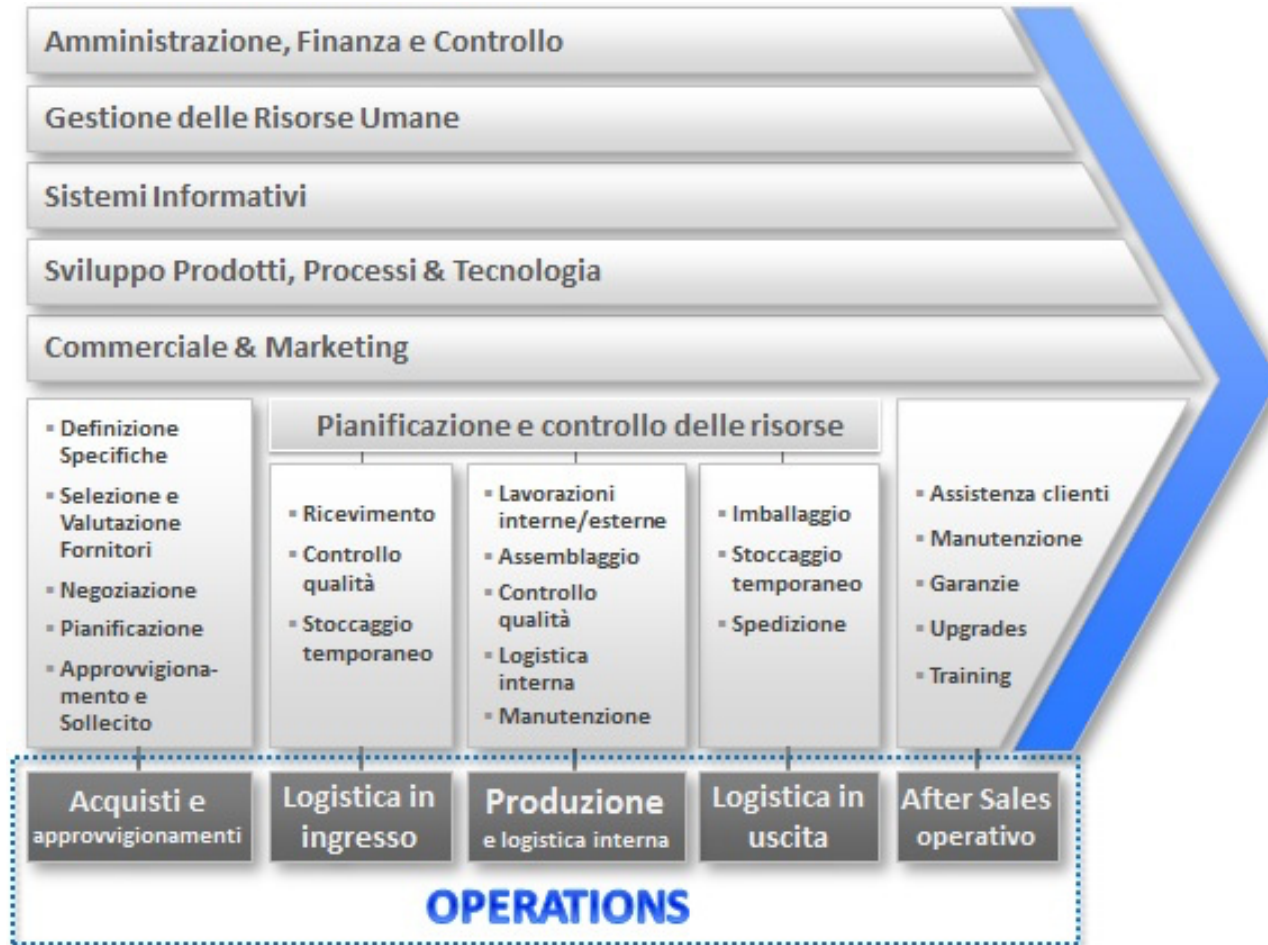 Amministrazione, Finanza e Controllo
Gestione delle Risorse Umane
Sistemi Informativi
Sviluppo Prodotti, Processi & Tecnologia
Commerciale & Marketing
▪ Definizione
Specifiche
▪ Selezione e
Valutazione
Fornitori
▪ Negoziazione
▪ Pianificazione
▪ Approvvigiona-
mento e
Sollecito
Pianificazione e controllo delle risorse
▪ Ricevimento
▪ Controllo
qualità
▪ Stoccaggio
temporaneo
▪ Lavorazioni
interne/esterne
▪ Assemblaggio
▪ Controllo
qualità
▪ Logistica
interna
▪ Manutenzione
▪ Imballaggio
▪ Stoccaggio
temporaneo
▪ Spedizione
▪ Assistenza clienti
▪ Manutenzione
▪ Garanzie
▪ Upgrades
▪ Training
Acquisti e
approvvigionamenti
Logistica in
ingresso
Produzione
e logistica interna
Logistica in
uscita
After Sales
operativo
OPERATIONS